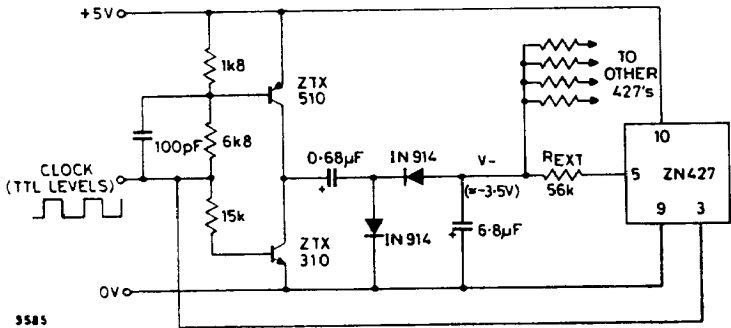 +5V
1k8
ZTX
510
TO
OTHER
427's
100pF
6k8
CLOCK
(TTL LEVELS)
0·68µF
+
IN914
V-
(≈-3·5V)
REXT
56k
10
5
ZN427
9
3
15k
ZTX
310
IN914
+
6·8µF
0V
3585